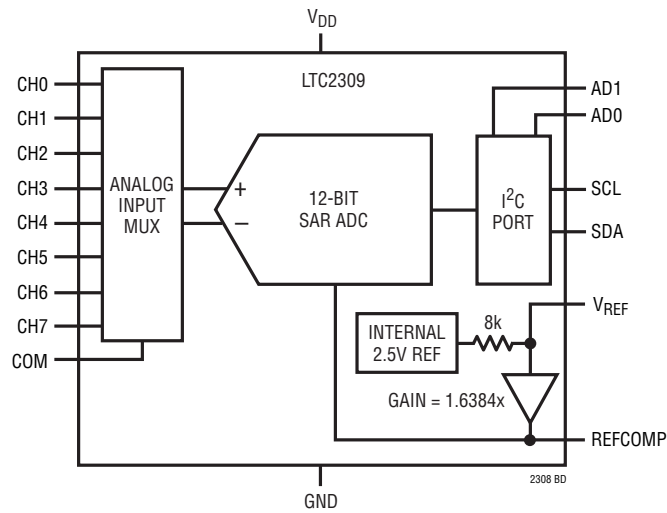 VDD
LTC2309
CH0
CH1
CH2
CH3
CH4
CH5
CH6
CH7
COM
ANALOG
INPUT
MUX
+
–
12-BIT
SAR ADC
I2C
PORT
AD1
AD0
SCL
SDA
INTERNAL
2.5V REF
8k
VREF
GAIN = 1.6384x
REFCOMP
2308 BD
GND